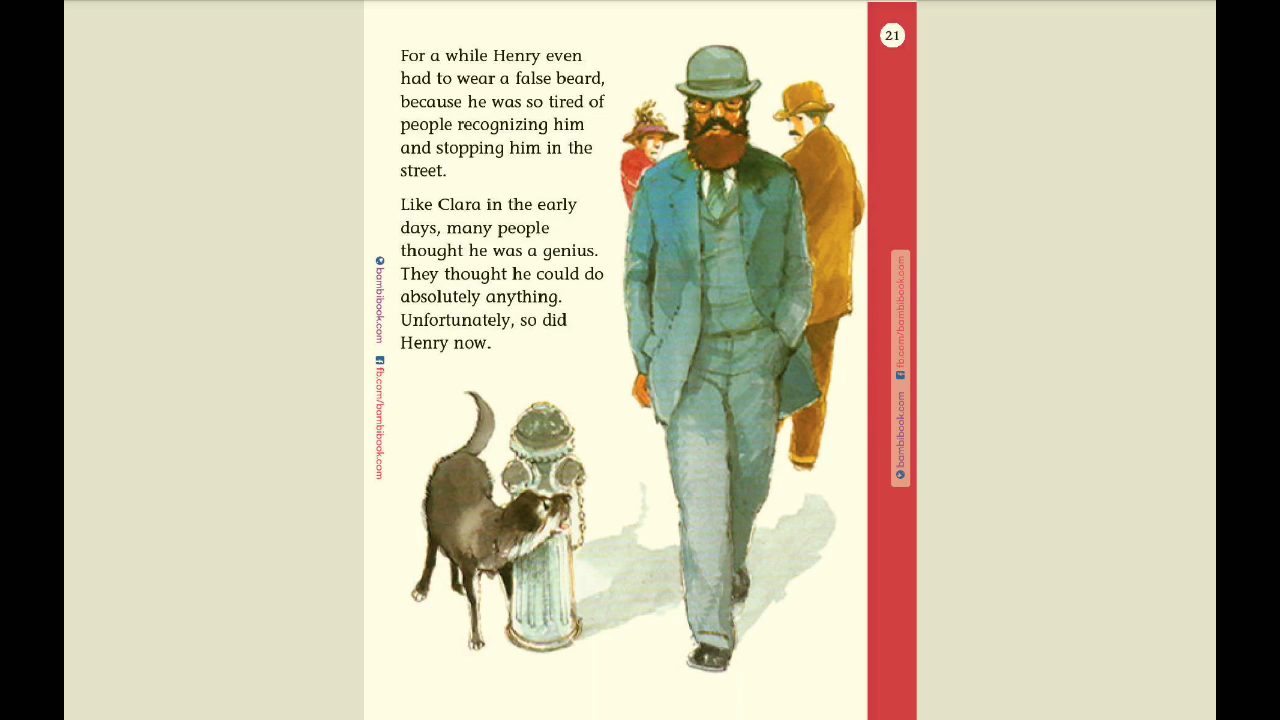 21
For a while Henry even
had to wear a false beard,
because he was so tired of
people recognizing him
and stopping him in the
street.
Like Clara in the early
days, many people
thought he was a genius.
They thought he could do
absolutely anything.
Unfortunately, so did
Henry now.
bambibook.com fb.com/bambibook.com
bambibook.com fb.com/bambibook.com